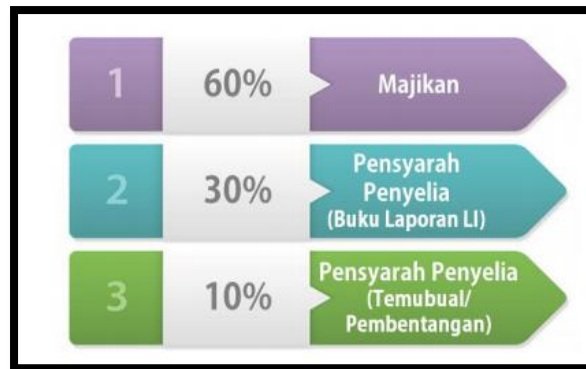 1
60%
Majikan
2
30%
Pensyarah
Penyelia
(Buku Laporan LI)
3
10%
Pensyarah Penyelia
(Temubual/
Pembentangan)